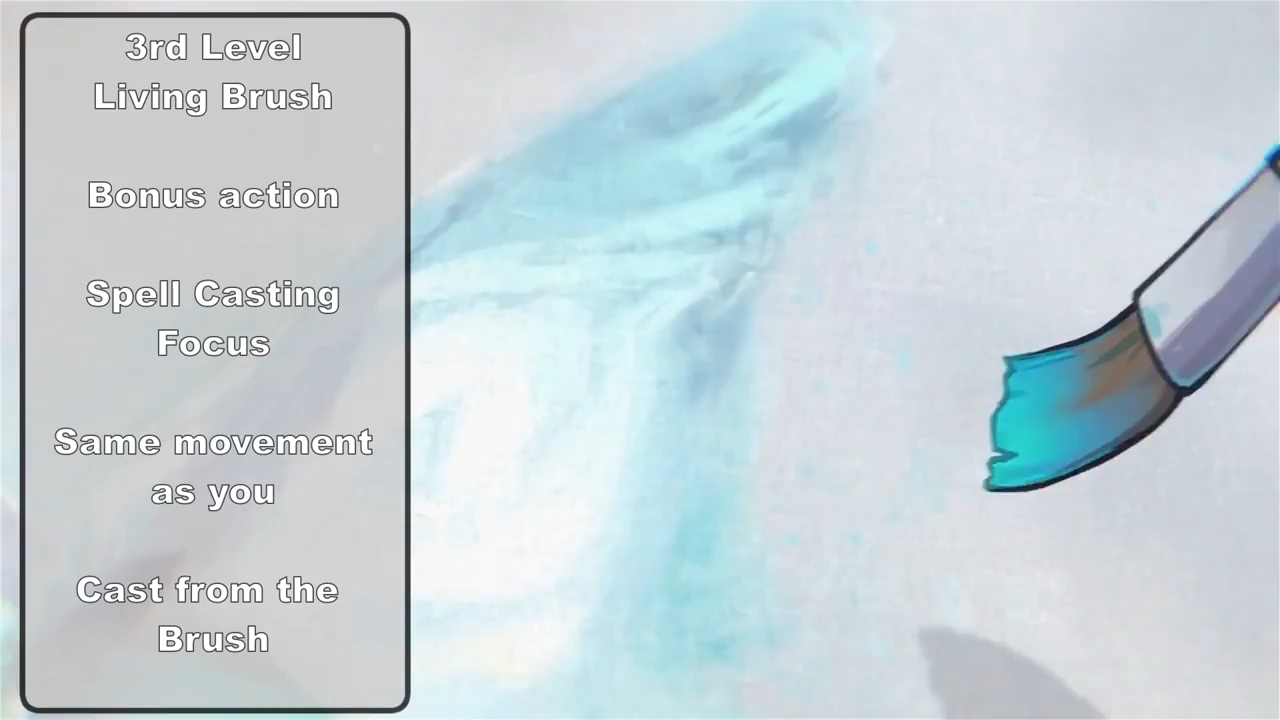 3rd Level
Living Brush
Bonus action
Spell Casting
Focus
Same movement
as you
Cast from the
Brush